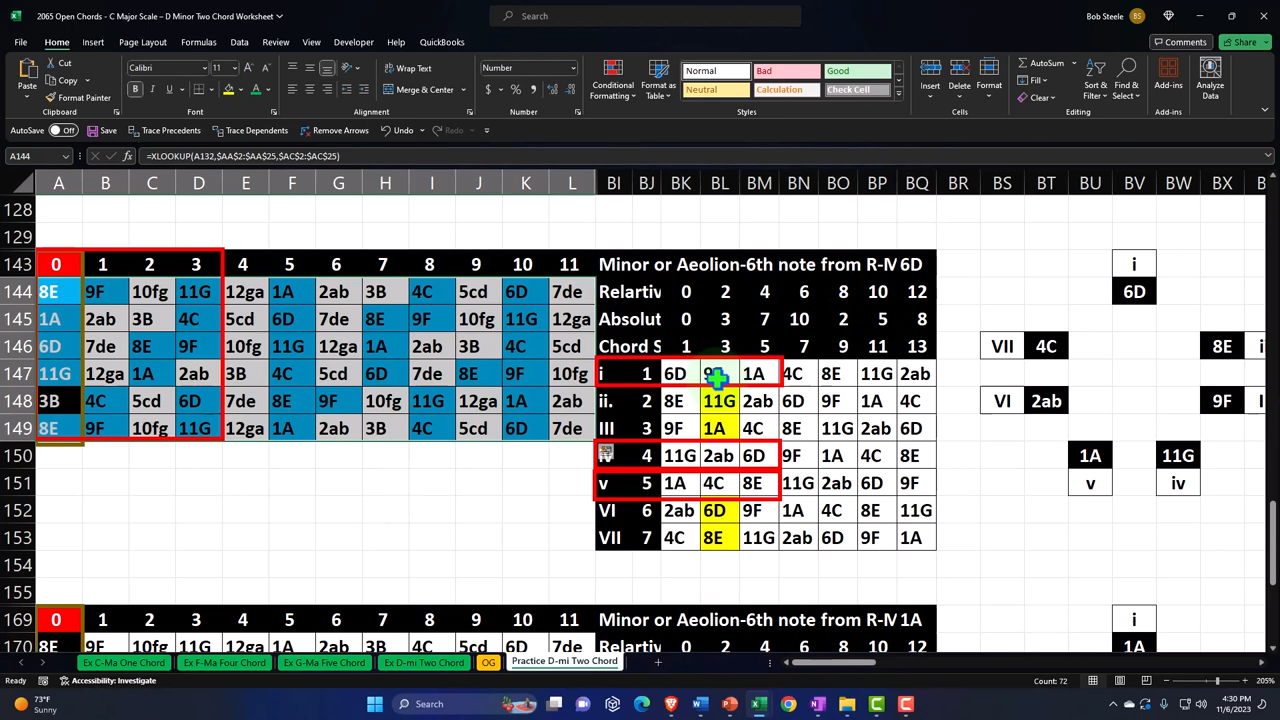 2065 Open Chords - C Major Scale – D Minor Two Chord Worksheet
Search
Bob Steele
BS
File Home Insert Page Layout Formulas Data Review View Developer Help QuickBooks
Comments Share
Cut
Copy
Format Painter
Paste
Clipboard
Calibri 11
Font
Wrap Text
Merge & Center
Alignment
Number
Number
Conditional Formatting
Format as Table
Normal Bad Good
Neutral Calculation Check Cell
Styles
Insert Delete Format
Cells
AutoSum
Fill
Clear
Sort & Filter
Find & Select
Editing
Add-ins
Add-ins
Analyze Data
AutoSave Off Save Trace Precedents Trace Dependents Remove Arrows Undo Redo
A144 fx =XLOOKUP(A132,$AA$2:$AA$25,$AC$2:$AC$25)
A B C D E F G H I J K L BI BJ BK BL BM BN BO BP BQ BR BS BT BU BV BW BX
128
129
143 0 1 2 3 4 5 6 7 8 9 10 11 Minor or Aeolion-6th note from R-IV 6D i
144 8E 9F 10fg 11G 12ga 1A 2ab 3B 4C 5cd 6D 7de Relartiv 0 2 4 6 8 10 12 6D
145 1A 2ab 3B 4C 5cd 6D 7de 8E 9F 10fg 11G 12ga Absolut 0 3 7 10 2 5 8
146 6D 7de 8E 9F 10fg 11G 12ga 1A 2ab 3B 4C 5cd Chord S 1 3 5 7 9 11 13 VII 4C 8E
147 11G 12ga 1A 2ab 3B 4C 5cd 6D 7de 8E 9F 10fg i 1 6D 1A 4C 8E 11G 2ab
148 3B 4C 5cd 6D 7de 8E 9F 10fg 11G 12ga 1A 2ab ii. 2 8E 11G 2ab 6D 9F 1A 4C VI 2ab 9F
149 8E 9F 10fg 11G 12ga 1A 2ab 3B 4C 5cd 6D 7de III 3 9F 1A 4C 8E 11G 2ab 6D
150 4 11G 2ab 6D 9F 1A 4C 8E 1A 11G
151 v 5 1A 4C 8E 11G 2ab 6D 9F v iv
152 VI 6 2ab 6D 9F 1A 4C 8E 11G
153 VII 7 4C 8E 11G 2ab 6D 9F 1A
154
155
169 0 1 2 3 4 5 6 7 8 9 10 11 Minor or Aeolion-6th note from R-IV 1A i
170 8E 9F 10fg 11G 12ga 1A 2ab 3B 4C 5cd 6D 7de Relartiv 0 2 4 6 8 10 12 1A
Ex C-Ma One Chord Ex F-Ma Four Chord Ex G-Ma Five Chord Ex D-mi Two Chord OG Practice D-mi Two Chord
Ready Accessibility: Investigate Count: 72 205%
73°F
Sunny
Search
4:30 PM
11/6/2023